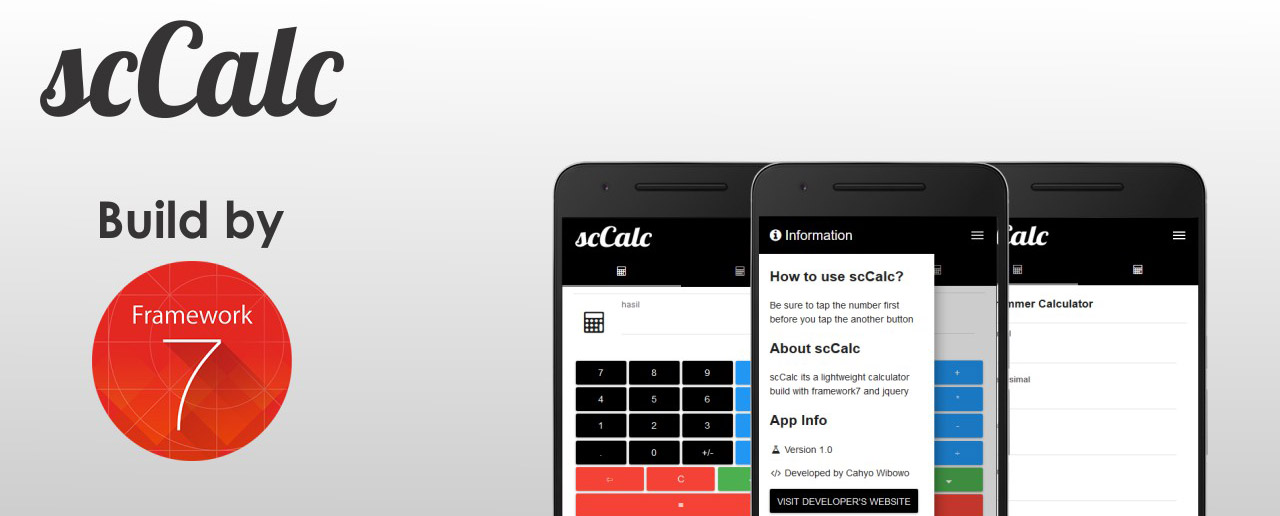 scCalc
Build by
Framework
7
scCalc
hasil
7 8 9
4 5 6
1 2 3
. 0 +/-
C
=
Information
How to use scCalc?
Be sure to tap the number first
before you tap the another button
About scCalc
scCalc its a lightweight calculator
build with framework7 and jquery
App Info
Version 1.0
</> Developed by Cahyo Wibowo
VISIT DEVELOPER'S WEBSITE
+
*
-
÷
Calc
mmer Calculator
simal